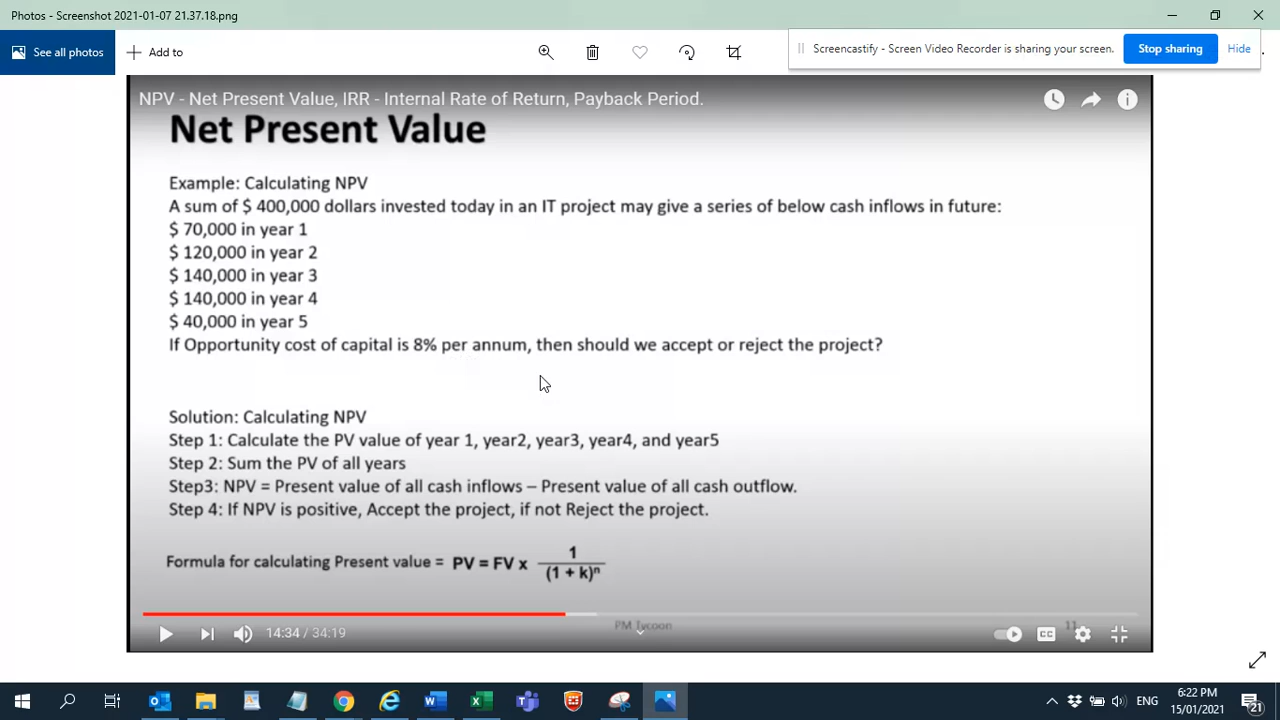 Photos - Screenshot 2021-01-07 21.37.18.png
See all photos
Add to
Screencastify - Screen Video Recorder is sharing your screen.
Stop sharing
Hide
NPV - Net Present Value, IRR - Internal Rate of Return, Payback Period.
Net Present Value
Example: Calculating NPV
A sum of $ 400,000 dollars invested today in an IT project may give a series of below cash inflows in future:
$ 70,000 in year 1
$ 120,000 in year 2
$ 140,000 in year 3
$ 140,000 in year 4
$ 40,000 in year 5
If Opportunity cost of capital is 8% per annum, then should we accept or reject the project?
Solution: Calculating NPV
Step 1: Calculate the PV value of year 1, year2, year3, year4, and year5
Step 2: Sum the PV of all years
Step3: NPV = Present value of all cash inflows – Present value of all cash outflow.
Step 4: If NPV is positive, Accept the project, if not Reject the project.
Formula for calculating Present value = PV = FV x 1
(1 + k)ⁿ
PM Tycoon
11
14:34 / 34:19
CC
ENG
6:22 PM
15/01/2021
21